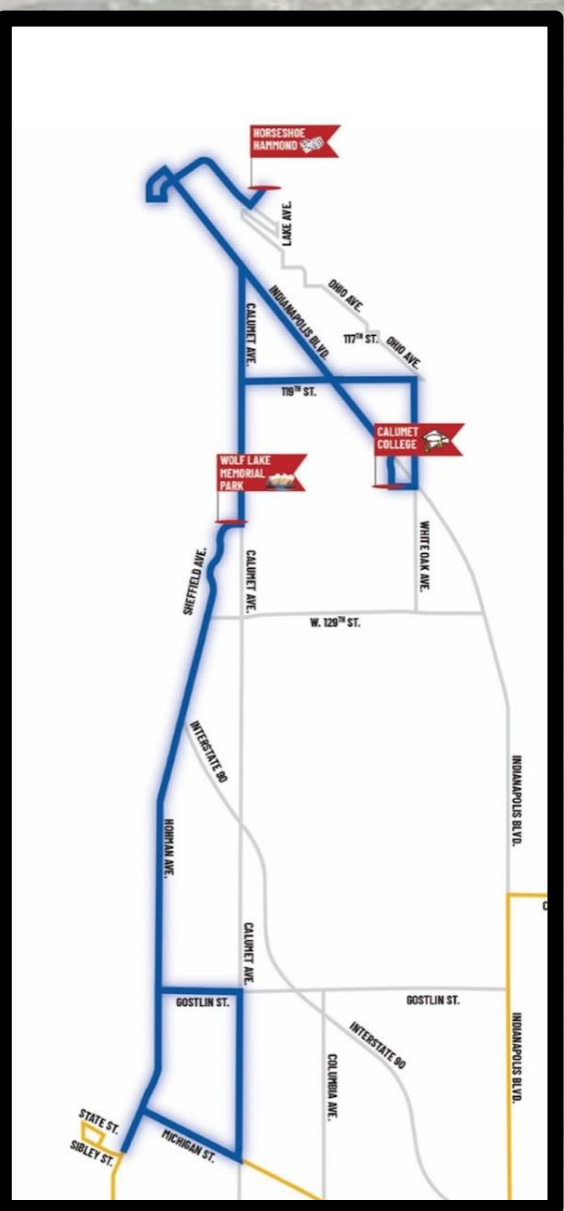 HORSESHOE
HAMMOND
LAKE AVE.
OHIO AVE.
INDIANAPOLIS BLVD.
CALUMET AVE.
117TH ST.
OHIO AVE.
119TH ST.
CALUMET
COLLEGE
WOLF LAKE
MEMORIAL
PARK
SHEFFIELD AVE.
CALUMET AVE.
WHITE OAK AVE.
W. 129TH ST.
INTERSTATE 90
INDIANAPOLIS BLVD.
HOHMAN AVE.
CALUMET AVE.
GOSTLIN ST.
GOSTLIN ST.
INTERSTATE 90
INDIANAPOLIS BLVD.
COLUMBIA AVE.
STATE ST.
SIBLEY ST.
MICHIGAN ST.